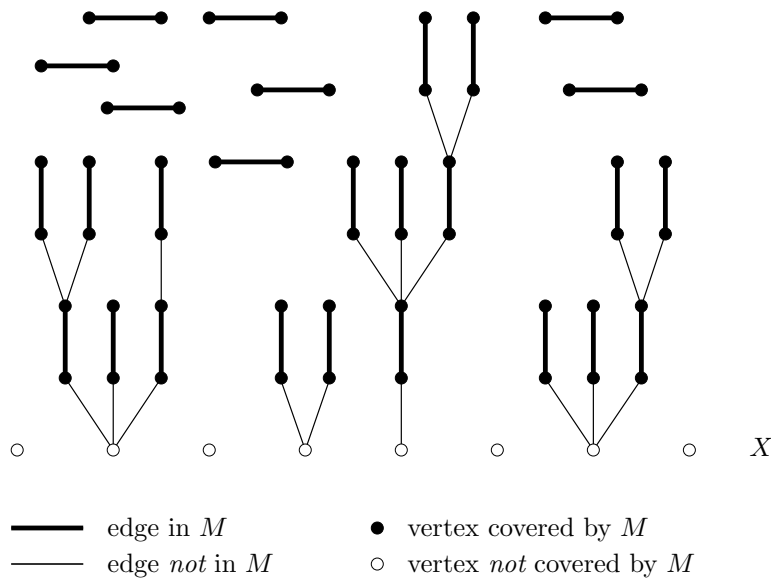 X
edge in M
vertex covered by M
edge not in M
vertex not covered by M